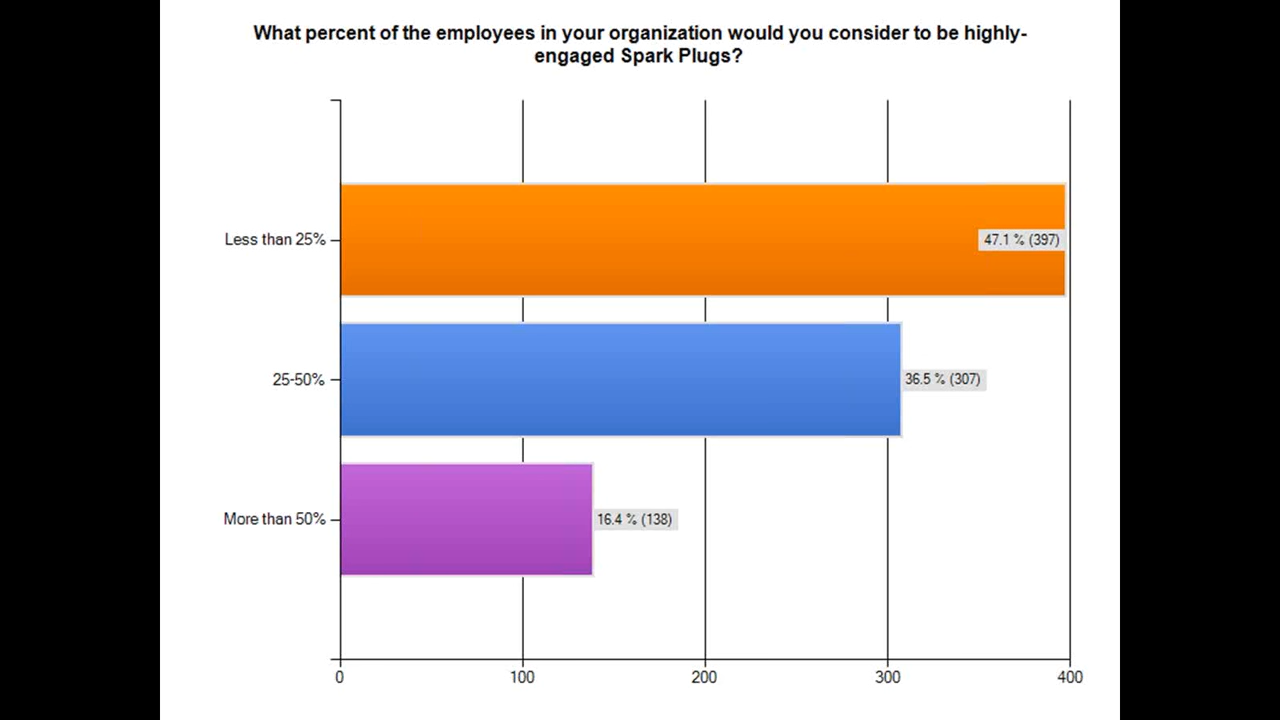 What percent of the employees in your organization would you consider to be highly-
engaged Spark Plugs?
Less than 25%
47.1 % (397)
25-50%
36.5 % (307)
More than 50%
16.4 % (138)
0
100
200
300
400